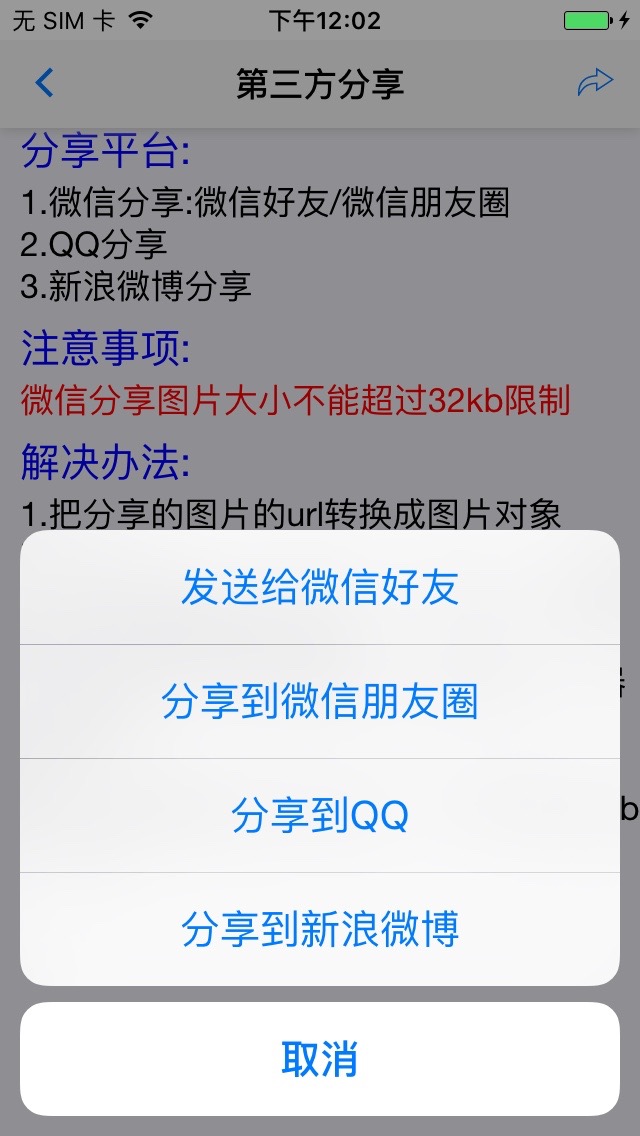 无 SIM 卡
下午12:02
第三方分享
分享平台:
1.微信分享:微信好友/微信朋友圈
2.QQ分享
3.新浪微博分享
注意事项:
微信分享图片大小不能超过32kb限制
解决办法:
1.把分享的图片的url转换成图片对象
发送给微信好友
分享到微信朋友圈
分享到QQ
b
分享到新浪微博
取消